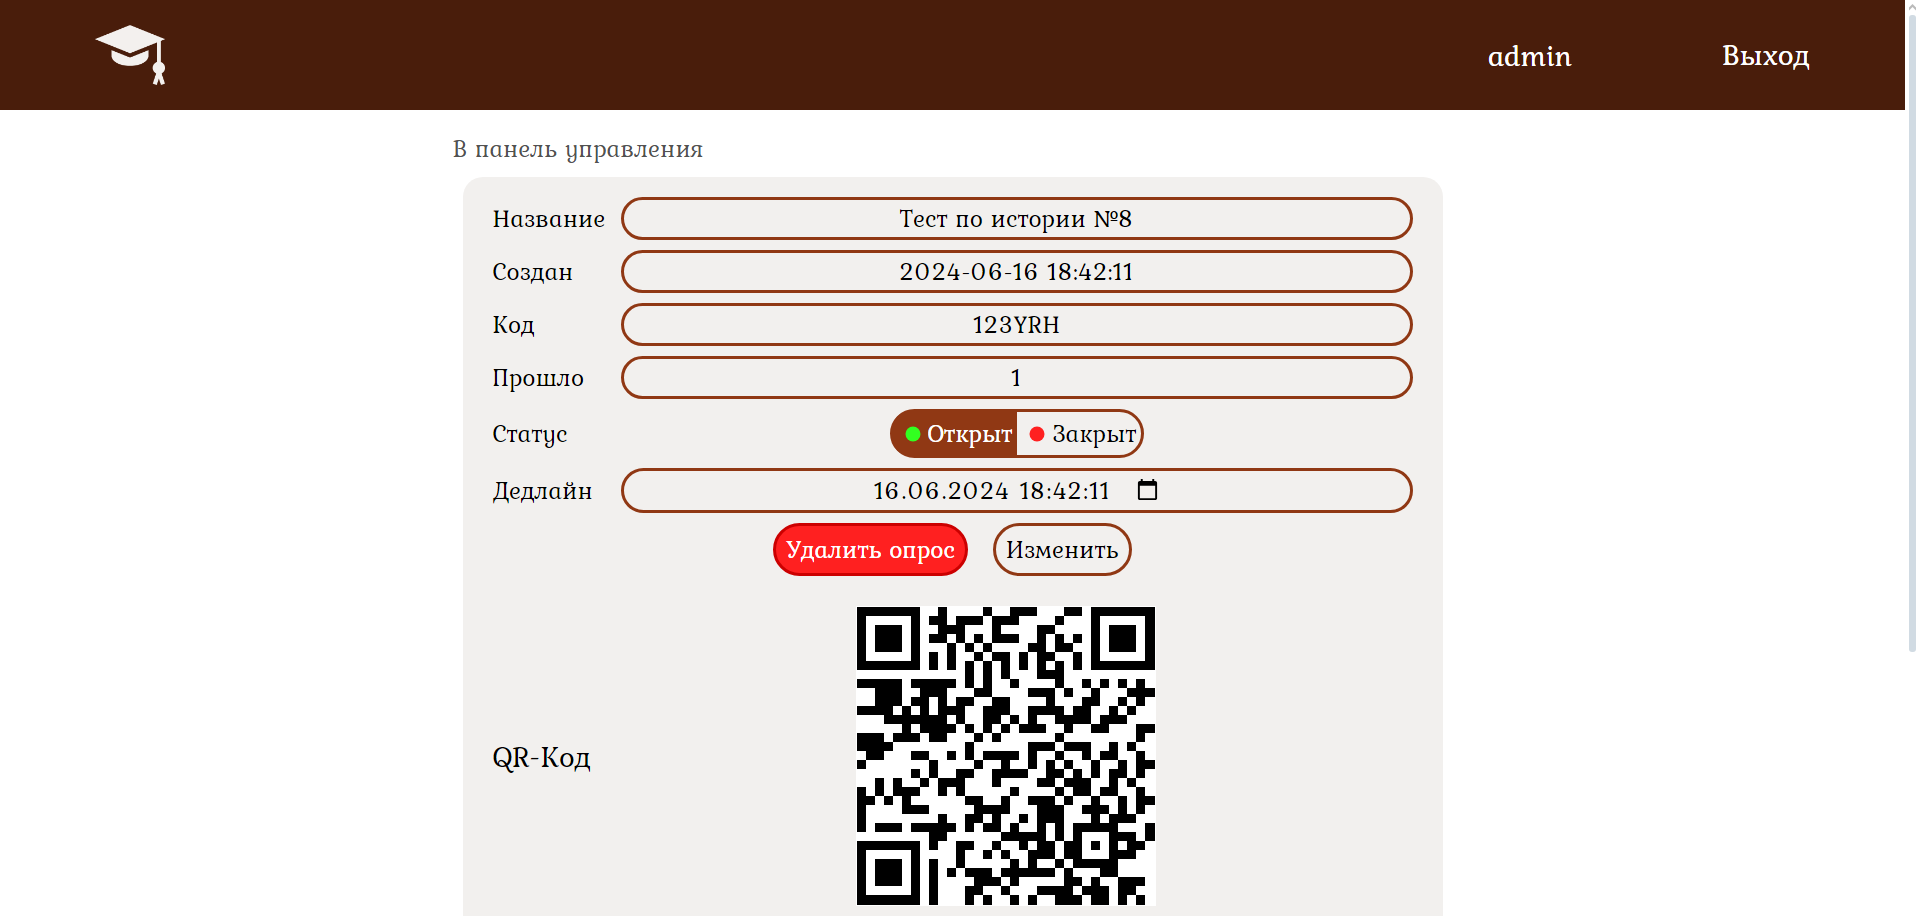 admin
Выход
В панель управления
Название Тест по истории №8
Создан 2024-06-16 18:42:11
Код 123YRH
Прошло 1
Статус Открыт Закрыт
Дедлайн 16.06.2024 18:42:11
Удалить опрос Изменить
QR-Код